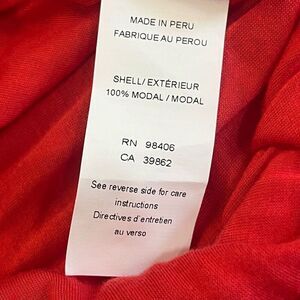 MADE IN PERU
FABRIQUE AU PEROU
SHELL/EXTÉRIEUR
100% MODAL/MODAL
RN 98406
CA 39862
See reverse side for care
instructions
Directives d'entretien
au verso